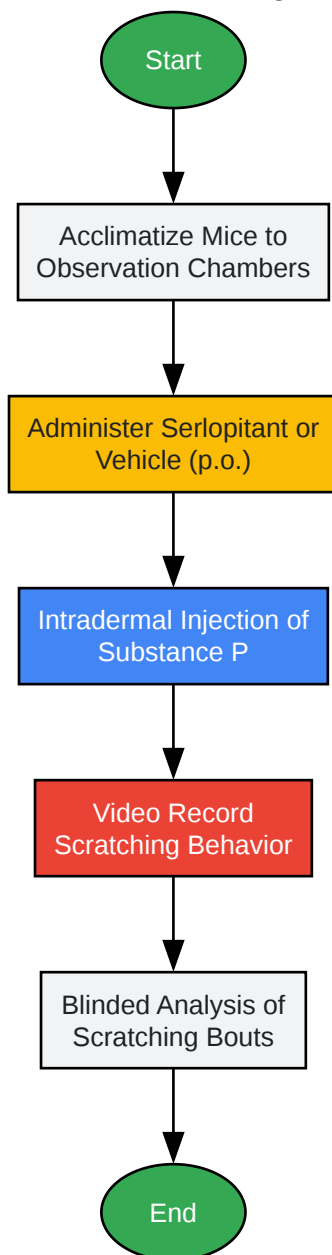 Start
Acclimatize Mice to
Observation Chambers
Administer Serlopitant or
Vehicle (p.o.)
Intradermal Injection of
Substance P
Video Record
Scratching Behavior
Blinded Analysis of
Scratching Bouts
End